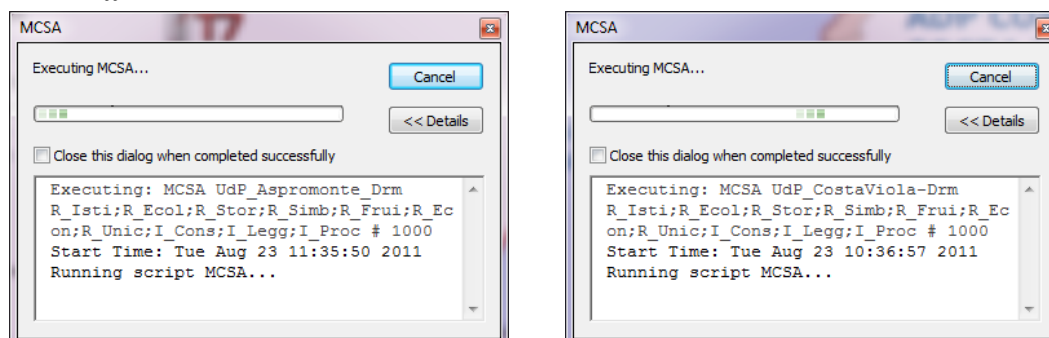 MCSA
Executing MCSA...
Cancel
<< Details
Close this dialog when completed successfully
Executing: MCSA UdP_Aspromonte_Drm
R_Isti;R_Ecol;R_Stor;R_Simb;R_Frui;R_Ec
on;R_Unic;I_Cons;I_Legg;I_Proc # 1000
Start Time: Tue Aug 23 11:35:50 2011
Running script MCSA...
MCSA
Executing MCSA...
Cancel
<< Details
Close this dialog when completed successfully
Executing: MCSA UdP_CostaViola-Drm
R_Isti;R_Ecol;R_Stor;R_Simb;R_Frui;R_Ec
on;R_Unic;I_Cons;I_Legg;I_Proc # 1000
Start Time: Tue Aug 23 10:36:57 2011
Running script MCSA...